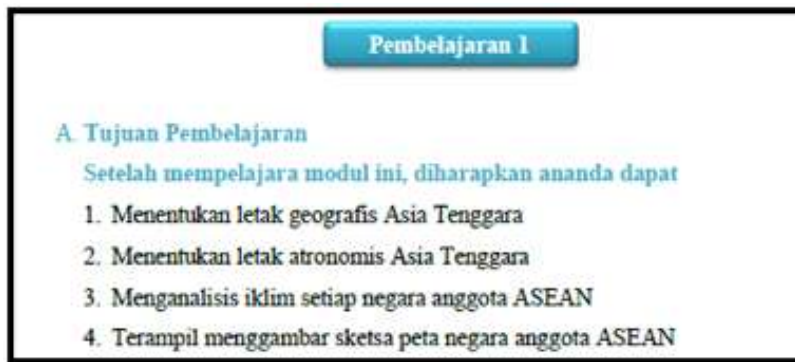 Pembelajaran 1
A. Tujuan Pembelajaran
Setelah mempelajara modul ini, diharapkan ananda dapat
1. Menentukan letak geografis Asia Tenggara
2. Menentukan letak atronomis Asia Tenggara
3. Menganalisis iklim setiap negara anggota ASEAN
4. Terampil menggambar sketsa peta negara anggota ASEAN